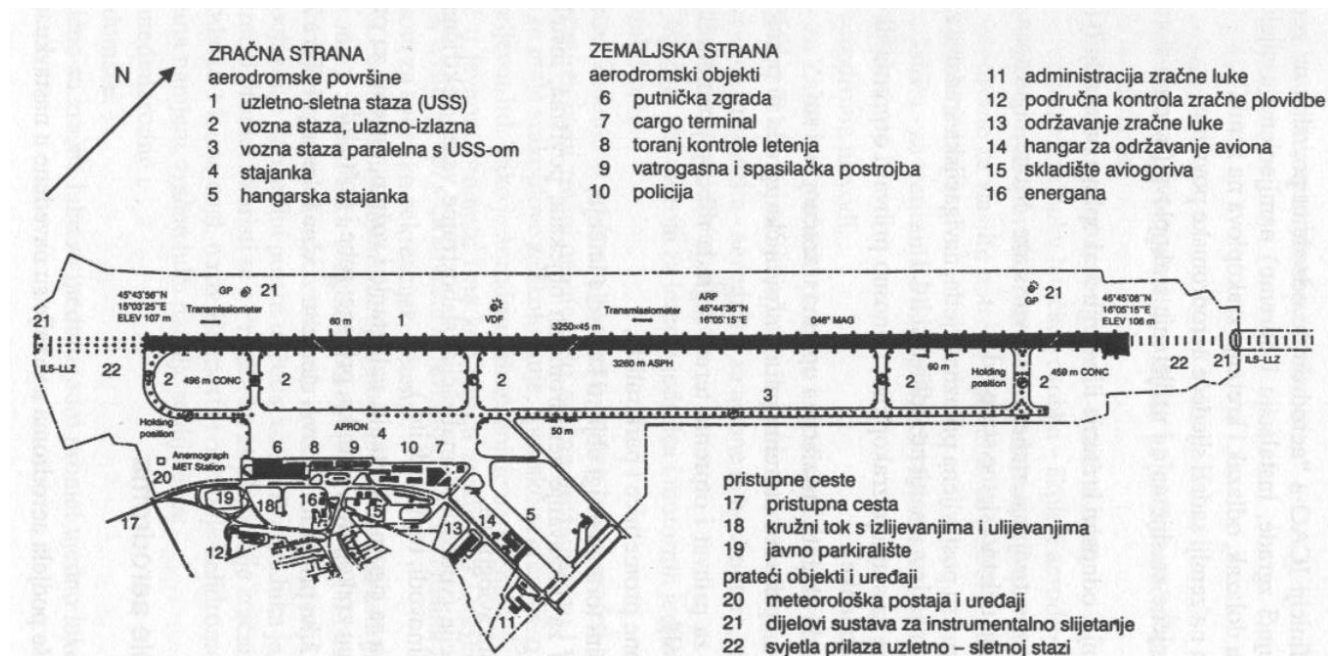 ZRAČNA STRANA
aerodromske površine
1 uzletno-sletna staza (USS)
2 vozna staza, ulazno-izlazna
3 vozna staza paralelna s USS-om
4 stajanka
5 hangarska stajanka
N
ZEMALJSKA STRANA
aerodromski objekti
6 putnička zgrada
7 cargo terminal
8 toranj kontrole letenja
9 vatrogasna i spasilačka postrojba
10 policija
11 administracija zračne luke
12 područna kontrola zračne plovidbe
13 održavanje zračne luke
14 hangar za održavanje aviona
15 skladište aviogoriva
16 energana
45°43'56"N
15°03'25"E
ELEV 107 m
GP 21
Transmissiometer
60 m
1
VDF
3250×45 m
Transmissiometer
ARP
45°44'36"N
16°05'15"E
046° MAG
GP 21
45°45'08"N
16°05'15"E
ELEV 106 m
21
ILS-LLZ
22
3260 m ASPH
22
21
ILS-LLZ
2
496 m CONC
2
2
2
2
2
60 m
Holding
position
2
459 m CONC
3
Holding
position
APRON
4
50 m
Anemograph
MET Station
20
6 8 9 10 7
19
18
16
15
13
14
5
17
12
11
pristupne ceste
17 pristupna cesta
18 kružni tok s izlijevanjima i ulijevanjima
19 javno parkiralište
prateći objekti i uređaji
20 meteorološka postaja i uređaji
21 dijelovi sustava za instrumentalno slijetanje
22 svjetla prilaza uzletno – sletnoj stazi